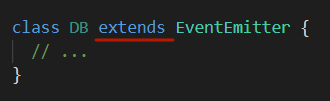 class DB extends EventEmitter {
// ...
}